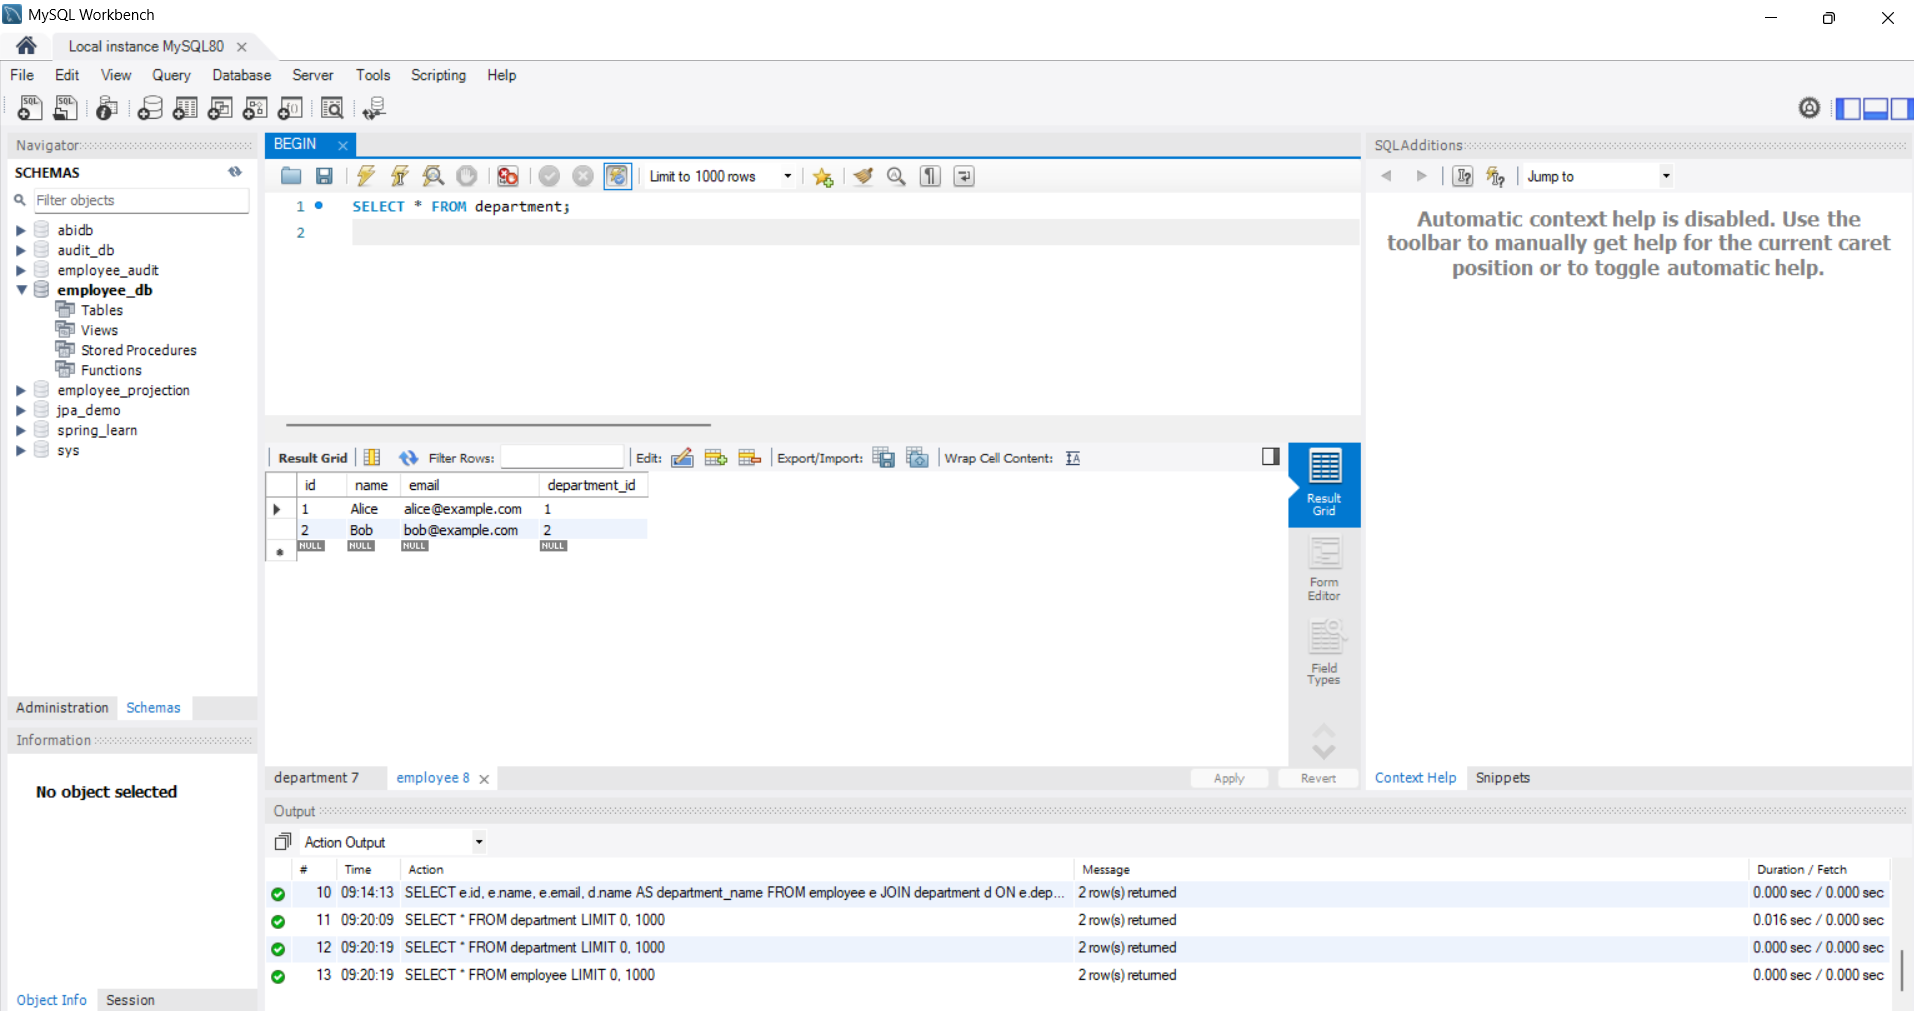 MySQL Workbench
Local instance MySQL80
File Edit View Query Database Server Tools Scripting Help
Navigator
SCHEMAS
Filter objects
abidb
audit_db
employee_audit
employee_db
Tables
Views
Stored Procedures
Functions
employee_projection
jpa_demo
spring_learn
sys
Administration Schemas
Information
No object selected
Object Info Session
BEGIN
Limit to 1000 rows
1 SELECT * FROM department;
2
Result Grid Filter Rows: Edit: Export/Import: Wrap Cell Content:
id name email department_id
1 Alice alice@example.com 1
2 Bob bob@example.com 2
NULL NULL NULL NULL
Result
Grid
Form
Editor
Field
Types
department 7 employee 8 Apply Revert
SQLAdditions
Jump to
Automatic context help is disabled. Use the
toolbar to manually get help for the current caret
position or to toggle automatic help.
Context Help Snippets
Output
Action Output
# Time Action Message Duration / Fetch
10 09:14:13 SELECT e.id, e.name, e.email, d.name AS department_name FROM employee e JOIN department d ON e.dep... 2 row(s) returned 0.000 sec / 0.000 sec
11 09:20:09 SELECT * FROM department LIMIT 0, 1000 2 row(s) returned 0.016 sec / 0.000 sec
12 09:20:19 SELECT * FROM department LIMIT 0, 1000 2 row(s) returned 0.000 sec / 0.000 sec
13 09:20:19 SELECT * FROM employee LIMIT 0, 1000 2 row(s) returned 0.000 sec / 0.000 sec